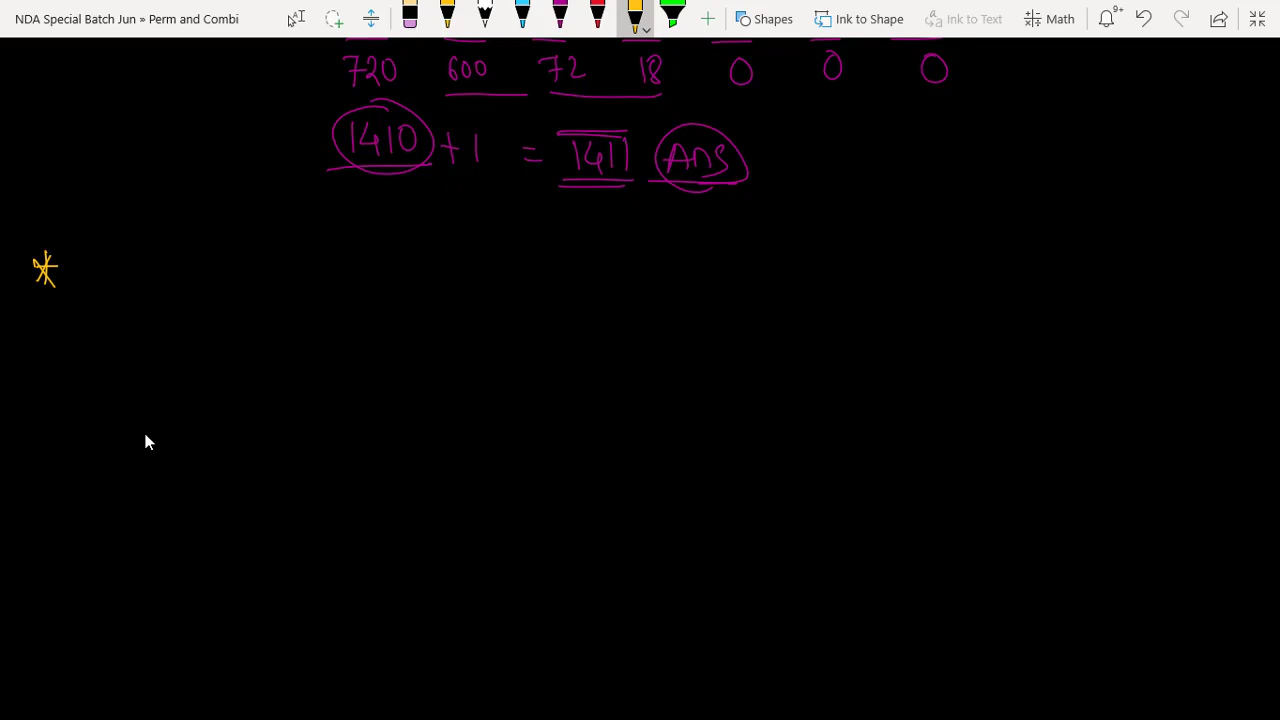 NDA Special Batch Jun » Perm and Combi Shapes Ink to Shape Ink to Text Math 9+
720 600 72 18 0 0 0
1410 + 1 = 1411 Ans
*